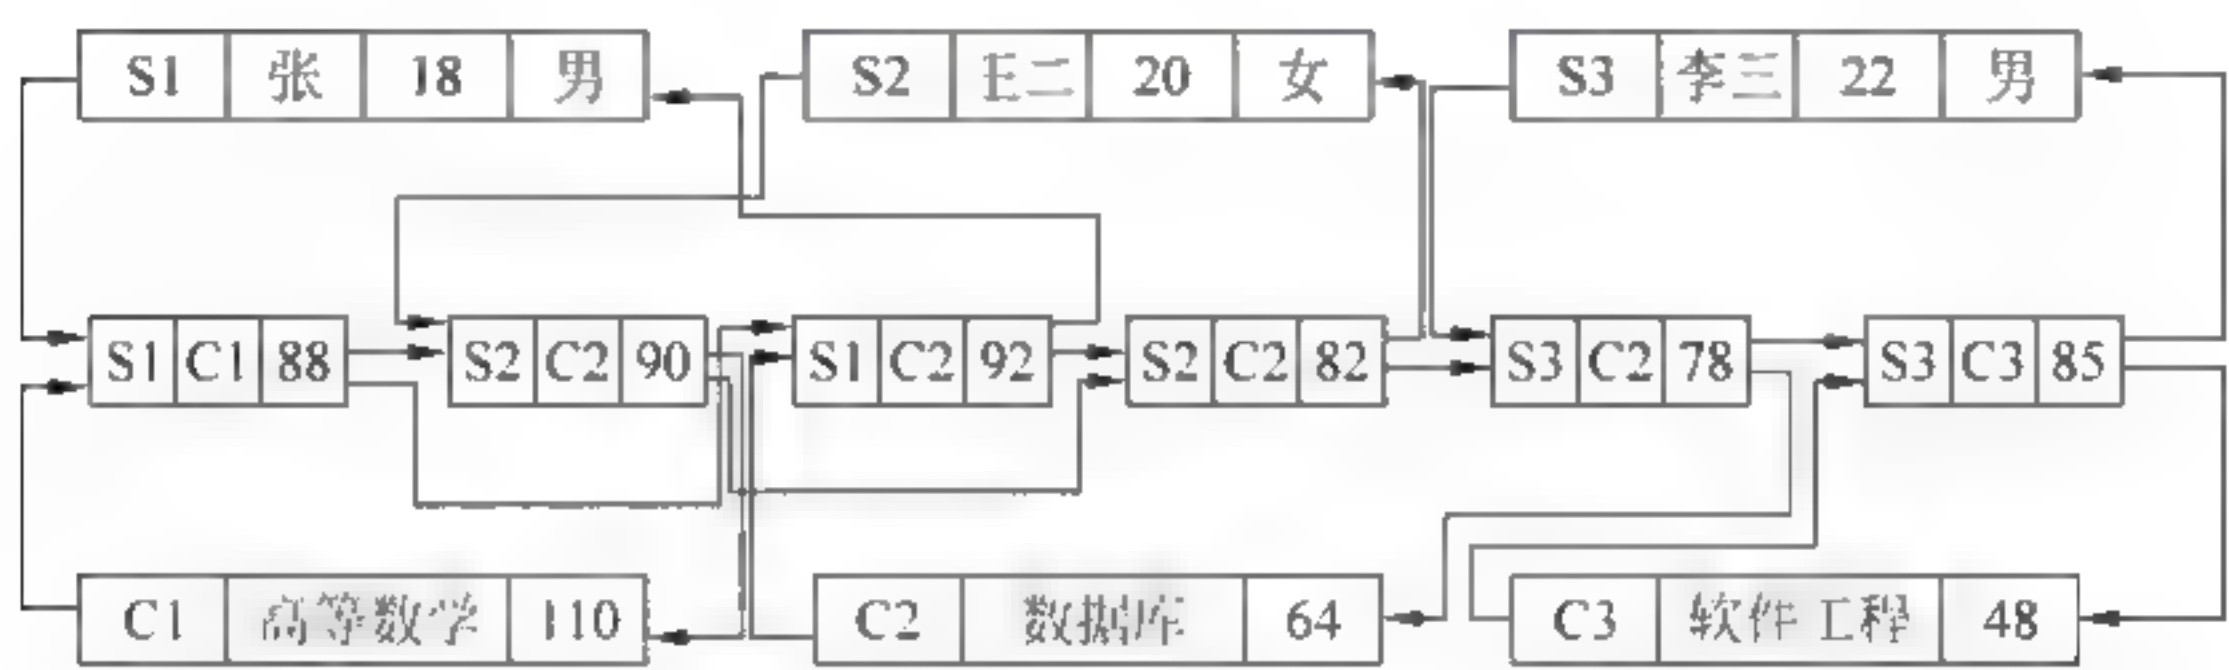 S1 张 18 男 S2 王二 20 女 S3 李三 22 男
S1 C1 88 S2 C2 90 S1 C2 92 S2 C2 82 S3 C2 78 S3 C3 85
C1 高等数学 110 C2 数据库 64 C3 软件工程 48